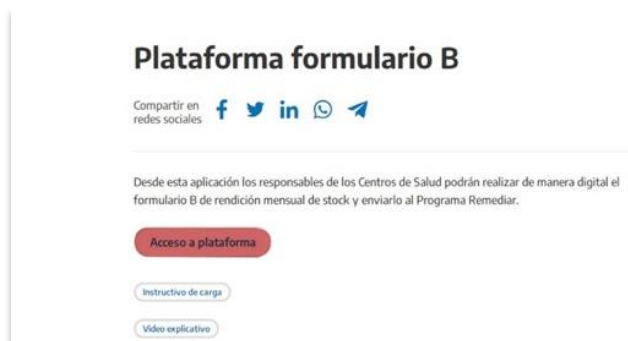 Plataforma formulario B
Compartir en
redes sociales
Desde esta aplicación los responsables de los Centros de Salud podrán realizar de manera digital el
formulario B de rendición mensual de stock y enviarlo al Programa Remediar.
Acceso a plataforma
Instructivo de carga
Video explicativo